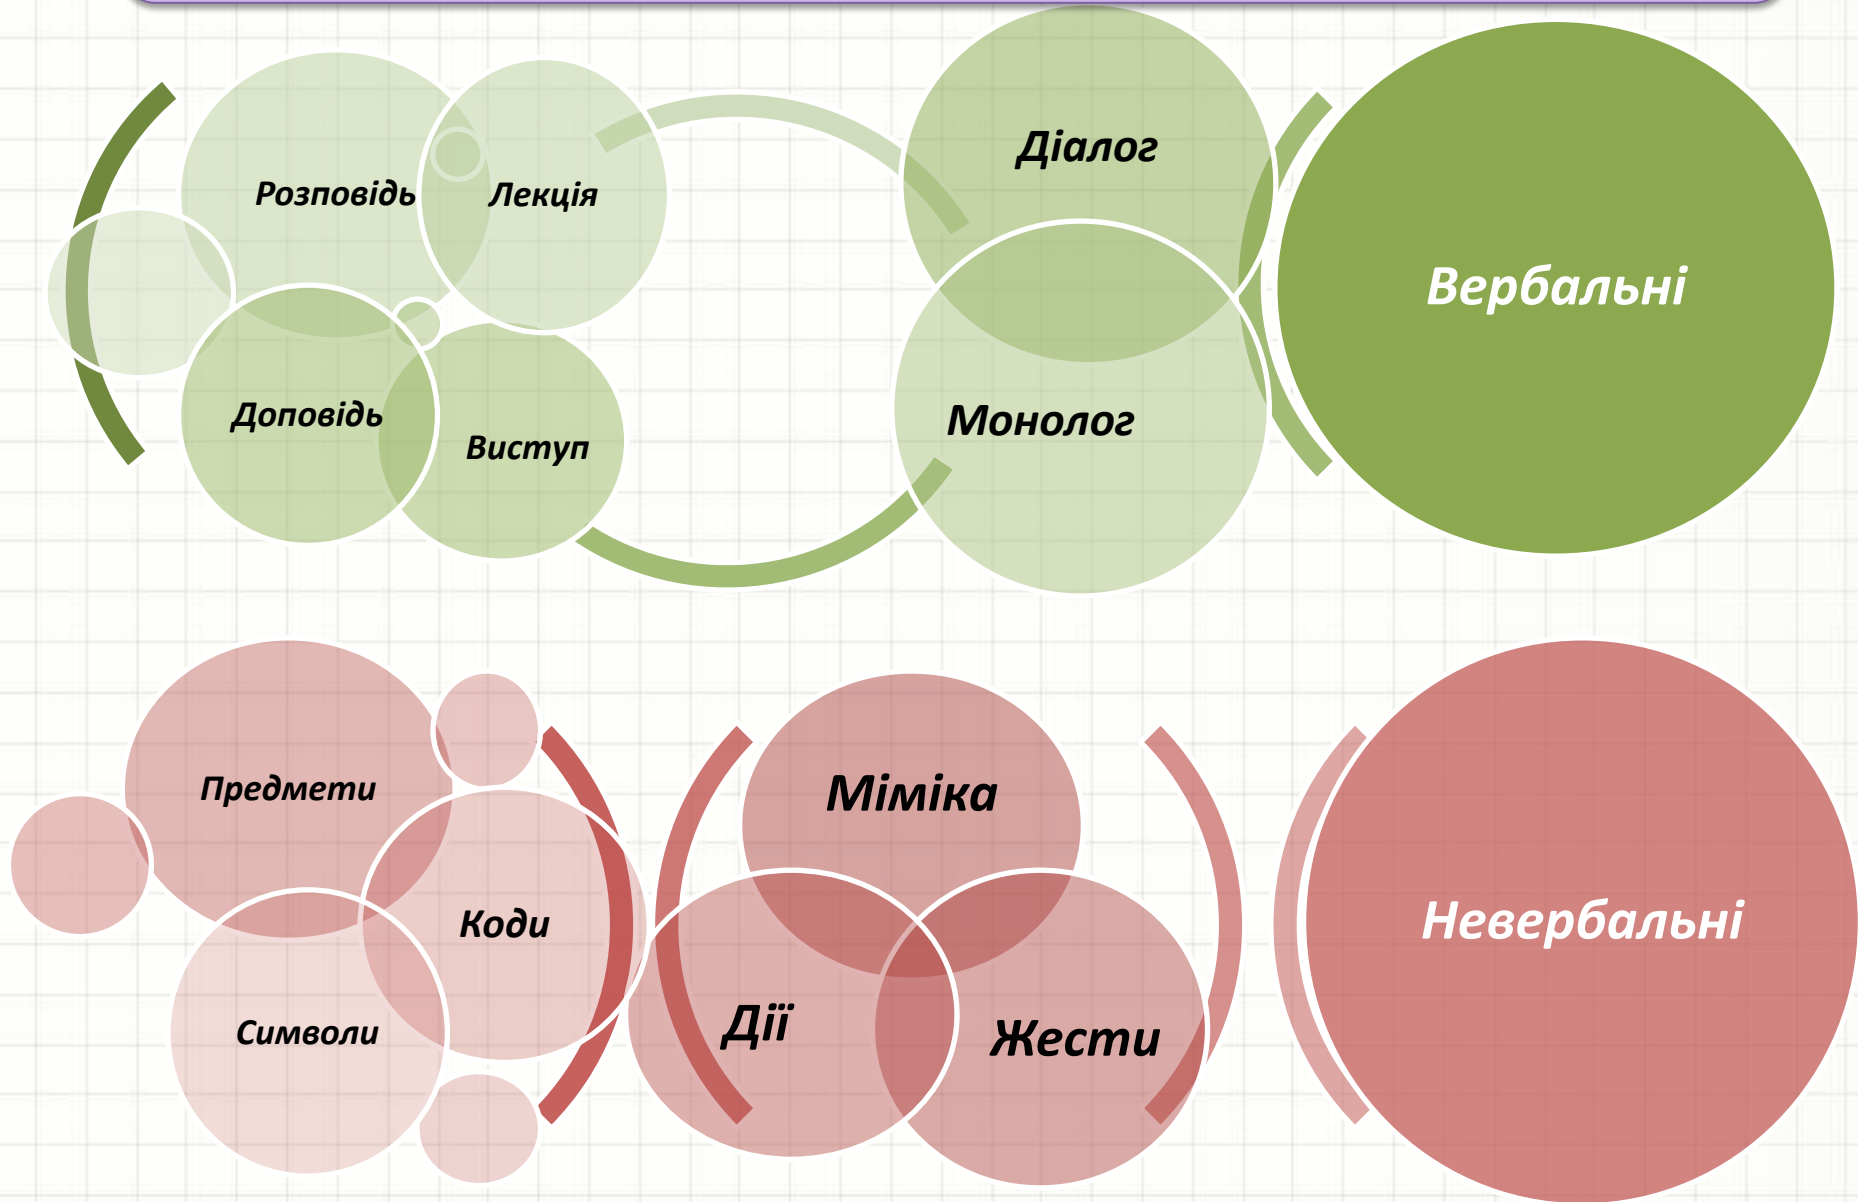 Діалог
Розповідь
Лекція
Вербальні
Доповідь
Монолог
Виступ
Предмети
Міміка
Коди
Невербальні
Символи
Дії
Жести